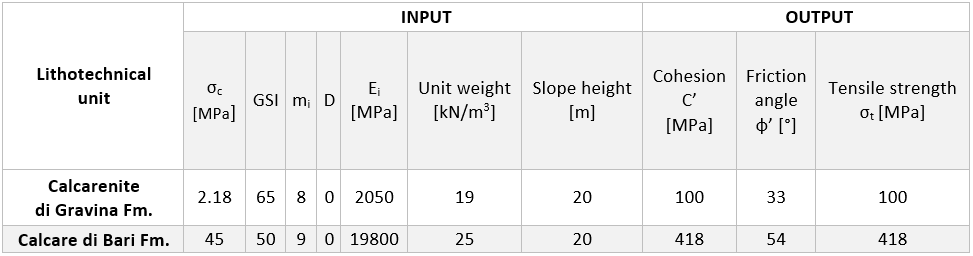 INPUT OUTPUT
Lithotechnical unit σc [MPa] GSI mi D Ei [MPa] Unit weight [kN/m³] Slope height [m] Cohesion C’ [MPa] Friction angle ϕ’ [°] Tensile strength σt [MPa]
Calcarenite di Gravina Fm. 2.18 65 8 0 2050 19 20 100 33 100
Calcare di Bari Fm. 45 50 9 0 19800 25 20 418 54 418